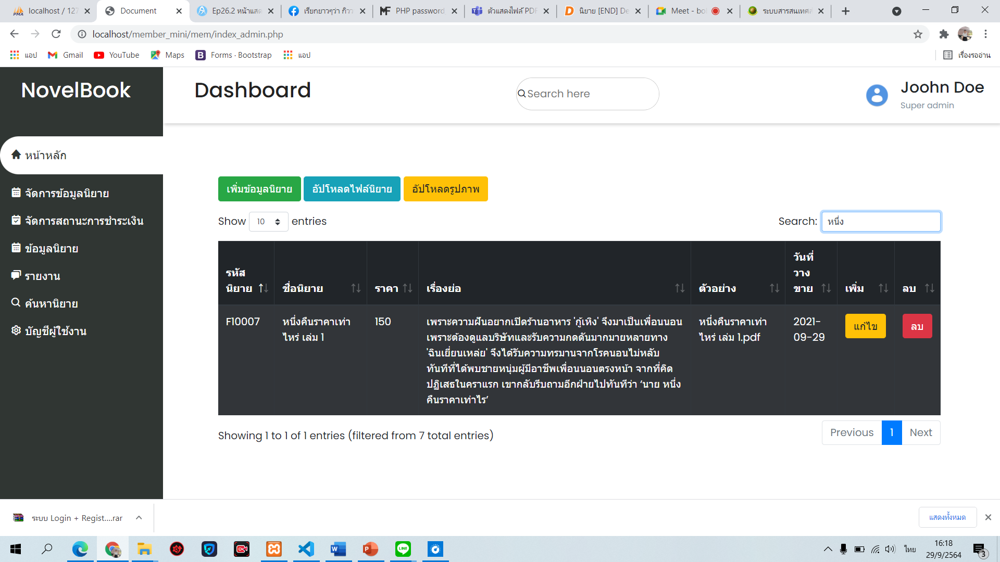 localhost / 127
Document
Ep26.2 หน้าแสด
เรียกยาวๆว่า กิวว
PHP password
ตัวแสดงไฟล์ PDF
นิยาย [END] De
Meet - bo
ระบบสารสนเทศส
localhost/member_mini/mem/index_admin.php
แอป
Gmail
YouTube
Maps
Forms · Bootstrap
แอป
เรื่องรออ่าน
NovelBook
Dashboard
Search here
Joohn Doe
Super admin
หน้าหลัก
จัดการข้อมูลนิยาย
จัดการสถานะการชำระเงิน
ข้อมูลนิยาย
รายงาน
ค้นหานิยาย
บัญชีผู้ใช้งาน
เพิ่มข้อมูลนิยาย
อัปโหลดไฟล์นิยาย
อัปโหลดรูปภาพ
Show 10 entries
Search: หนึ่ง
รหัส
นิยาย
ชื่อนิยาย
ราคา
เรื่องย่อ
ตัวอย่าง
วันที่
วาง
ขาย
เพิ่ม
ลบ
F10007
หนึ่งคืนราคาเท่า
ไหร่ เล่ม 1
150
เพราะความฝันอยากเปิดร้านอาหาร 'กู้เหิง' จึงมาเป็นเพื่อนนอน
เพราะต้องดูแลบริษัทและรับความกดดันมากมายหลายทาง
'ฉินเยี่ยนเหล่ย' จึงได้รับความทรมานจากโรคนอนไม่หลับ
ทันทีที่ได้พบชายหนุ่มผู้มีอาชีพเพื่อนนอนตรงหน้า จากที่คิด
ปฏิเสธในคราแรก เขากลับรีบถามอีกฝ่ายไปทันทีว่า ‘นาย หนึ่ง
คืนราคาเท่าไร’
หนึ่งคืนราคาเท่า
ไหร่ เล่ม 1.pdf
2021-
09-29
แก้ไข
ลบ
Showing 1 to 1 of 1 entries (filtered from 7 total entries)
Previous
1
Next
ระบบ Login + Regist....rar
แสดงทั้งหมด
ไทย
16:18
29/9/2564
3